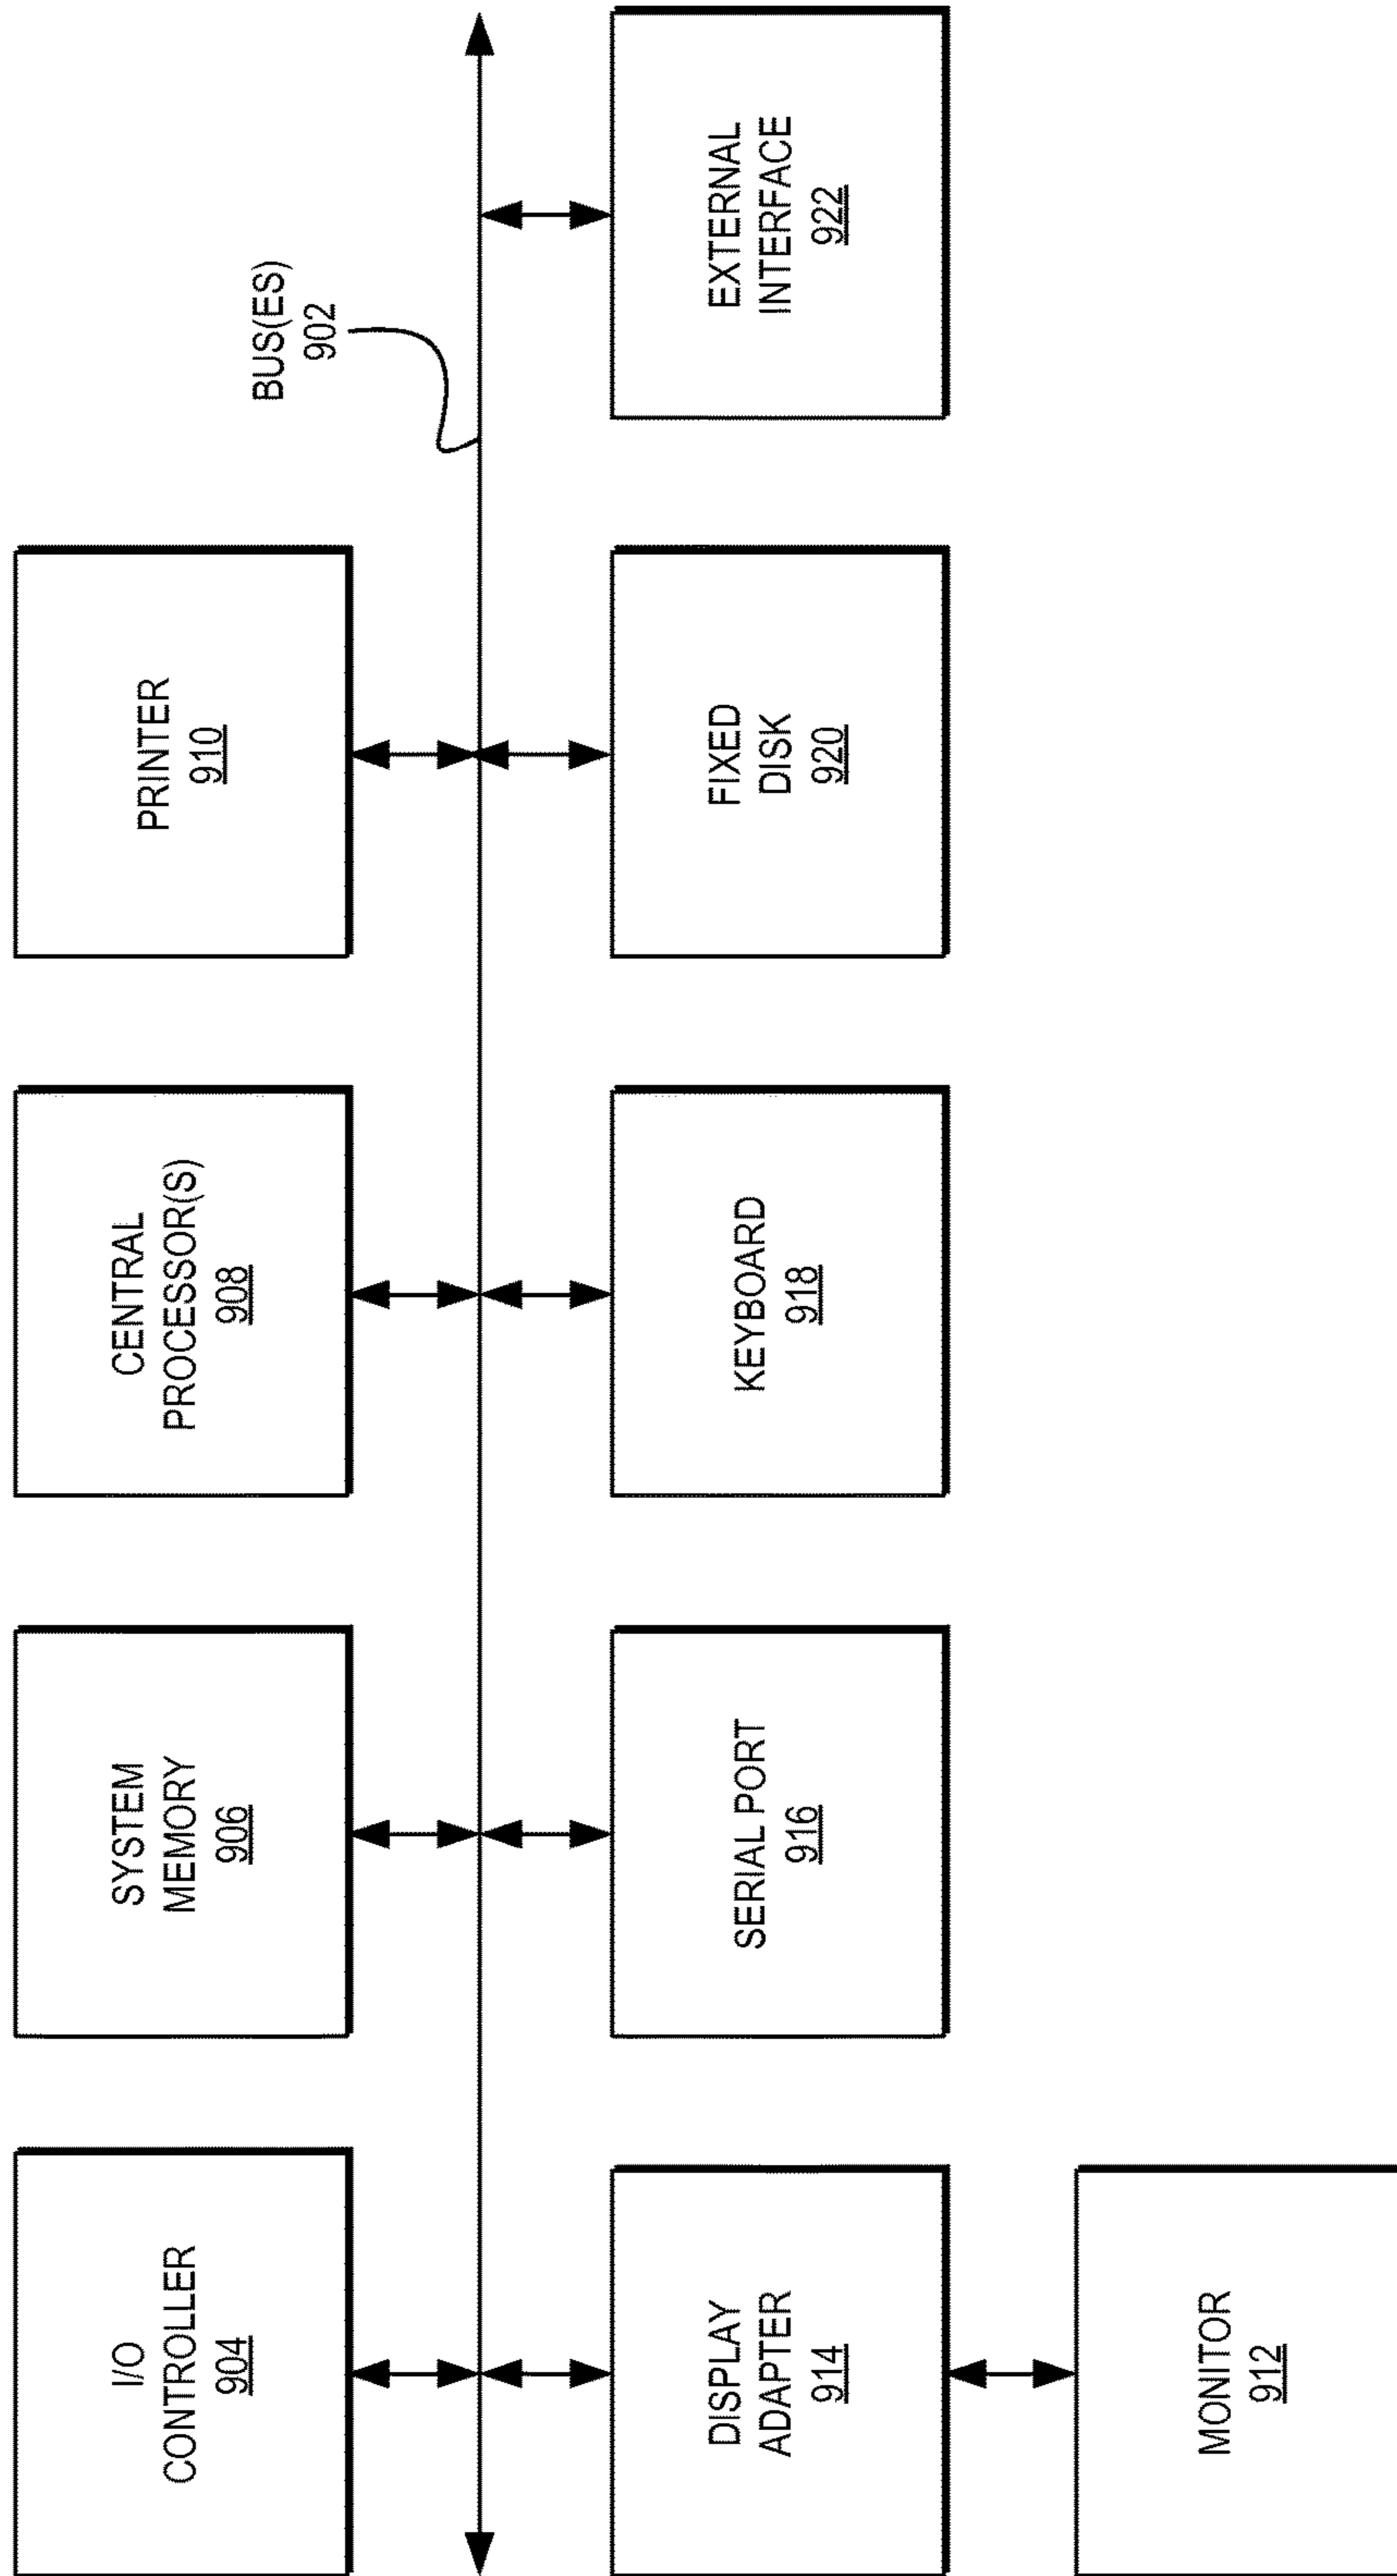 I/O
CONTROLLER
904
SYSTEM
MEMORY
906
CENTRAL
PROCESSOR(S)
908
PRINTER
910
BUS(ES)
902
DISPLAY
ADAPTER
914
SERIAL PORT
916
KEYBOARD
918
FIXED
DISK
920
EXTERNAL
INTERFACE
922
MONITOR
912